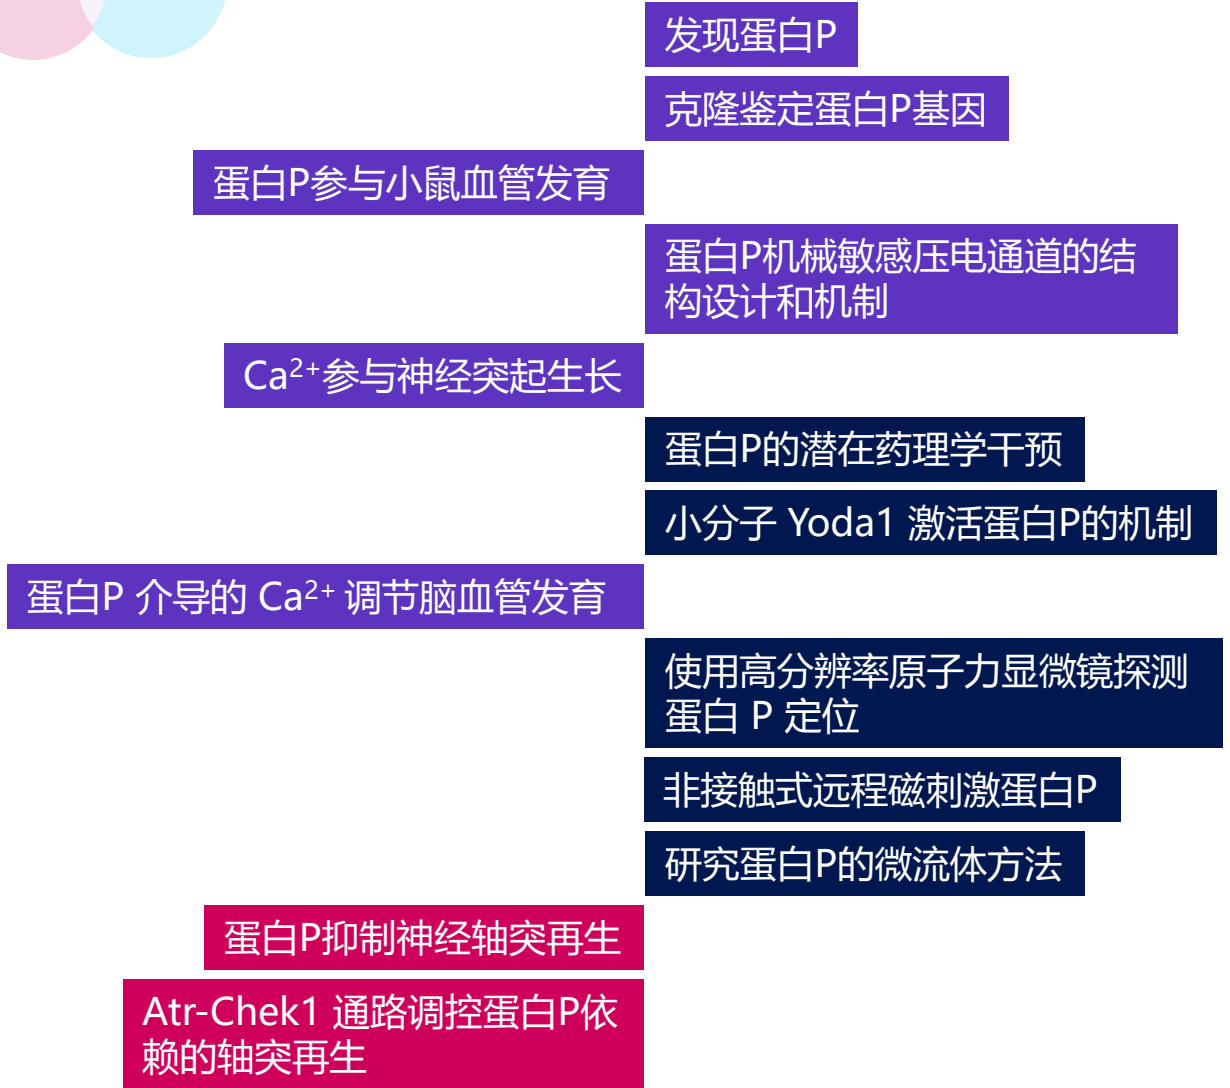 发现蛋白P
克隆鉴定蛋白P基因
蛋白P参与小鼠血管发育
蛋白P机械敏感压电通道的结
构设计和机制
Ca²⁺参与神经突起生长
蛋白P的潜在药理学干预
小分子 Yoda1 激活蛋白P的机制
蛋白P 介导的 Ca²⁺ 调节脑血管发育
使用高分辨率原子力显微镜探测
蛋白 P 定位
非接触式远程磁刺激蛋白P
研究蛋白P的微流体方法
蛋白P抑制神经轴突再生
Atr-Chek1 通路调控蛋白P依
赖的轴突再生